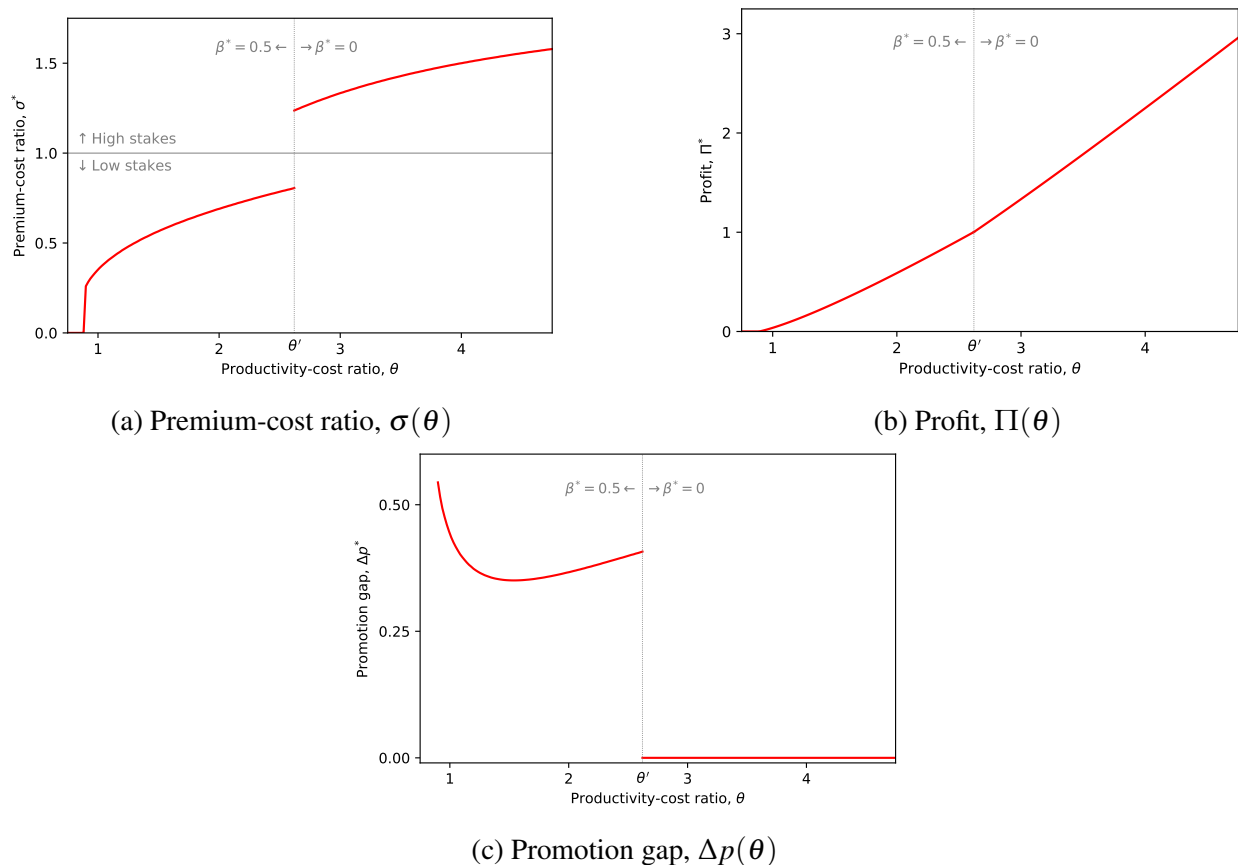 β* = 0.5 ← → β* = 0
1.5
1.0
0.5
0.0
↑ High stakes
↓ Low stakes
Premium-cost ratio, σ*
1
2
θ′
3
4
Productivity-cost ratio, θ
(a) Premium-cost ratio, σ(θ)
β* = 0.5 ← → β* = 0
3
2
1
0
Profit, Π*
1
2
θ′
3
4
Productivity-cost ratio, θ
(b) Profit, Π(θ)
β* = 0.5 ← → β* = 0
0.50
0.25
0.00
Promotion gap, Δp*
1
2
θ′
3
4
Productivity-cost ratio, θ
(c) Promotion gap, Δp(θ)